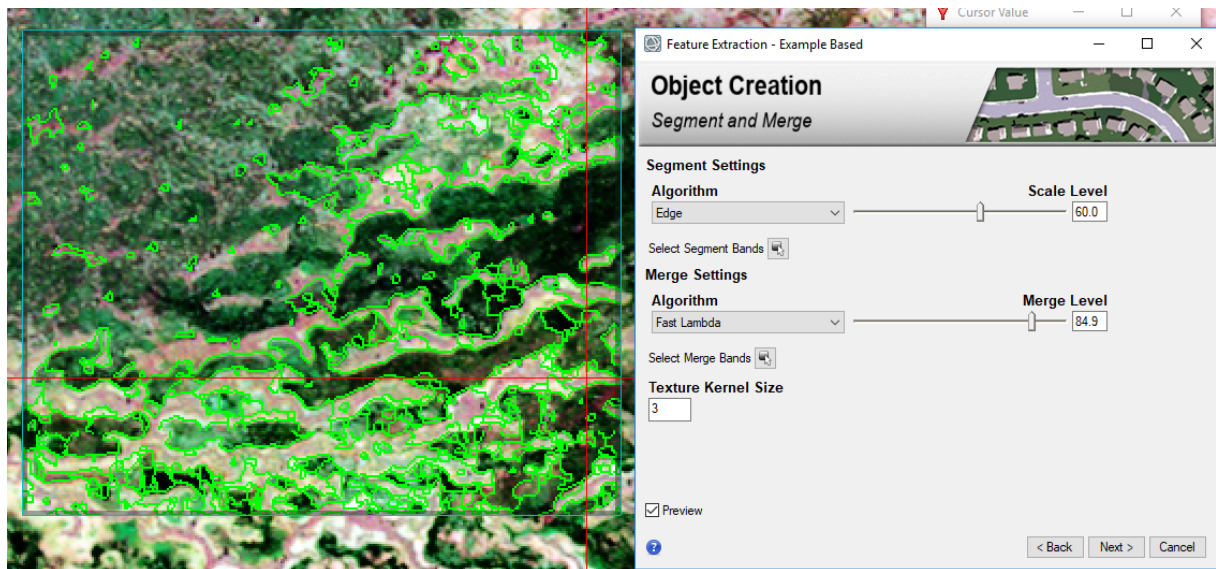 Cursor Value
Feature Extraction - Example Based
Object Creation
Segment and Merge
Segment Settings
Algorithm Scale Level
Edge 60.0
Select Segment Bands
Merge Settings
Algorithm Merge Level
Fast Lambda 84.9
Select Merge Bands
Texture Kernel Size
3
Preview
? < Back Next > Cancel